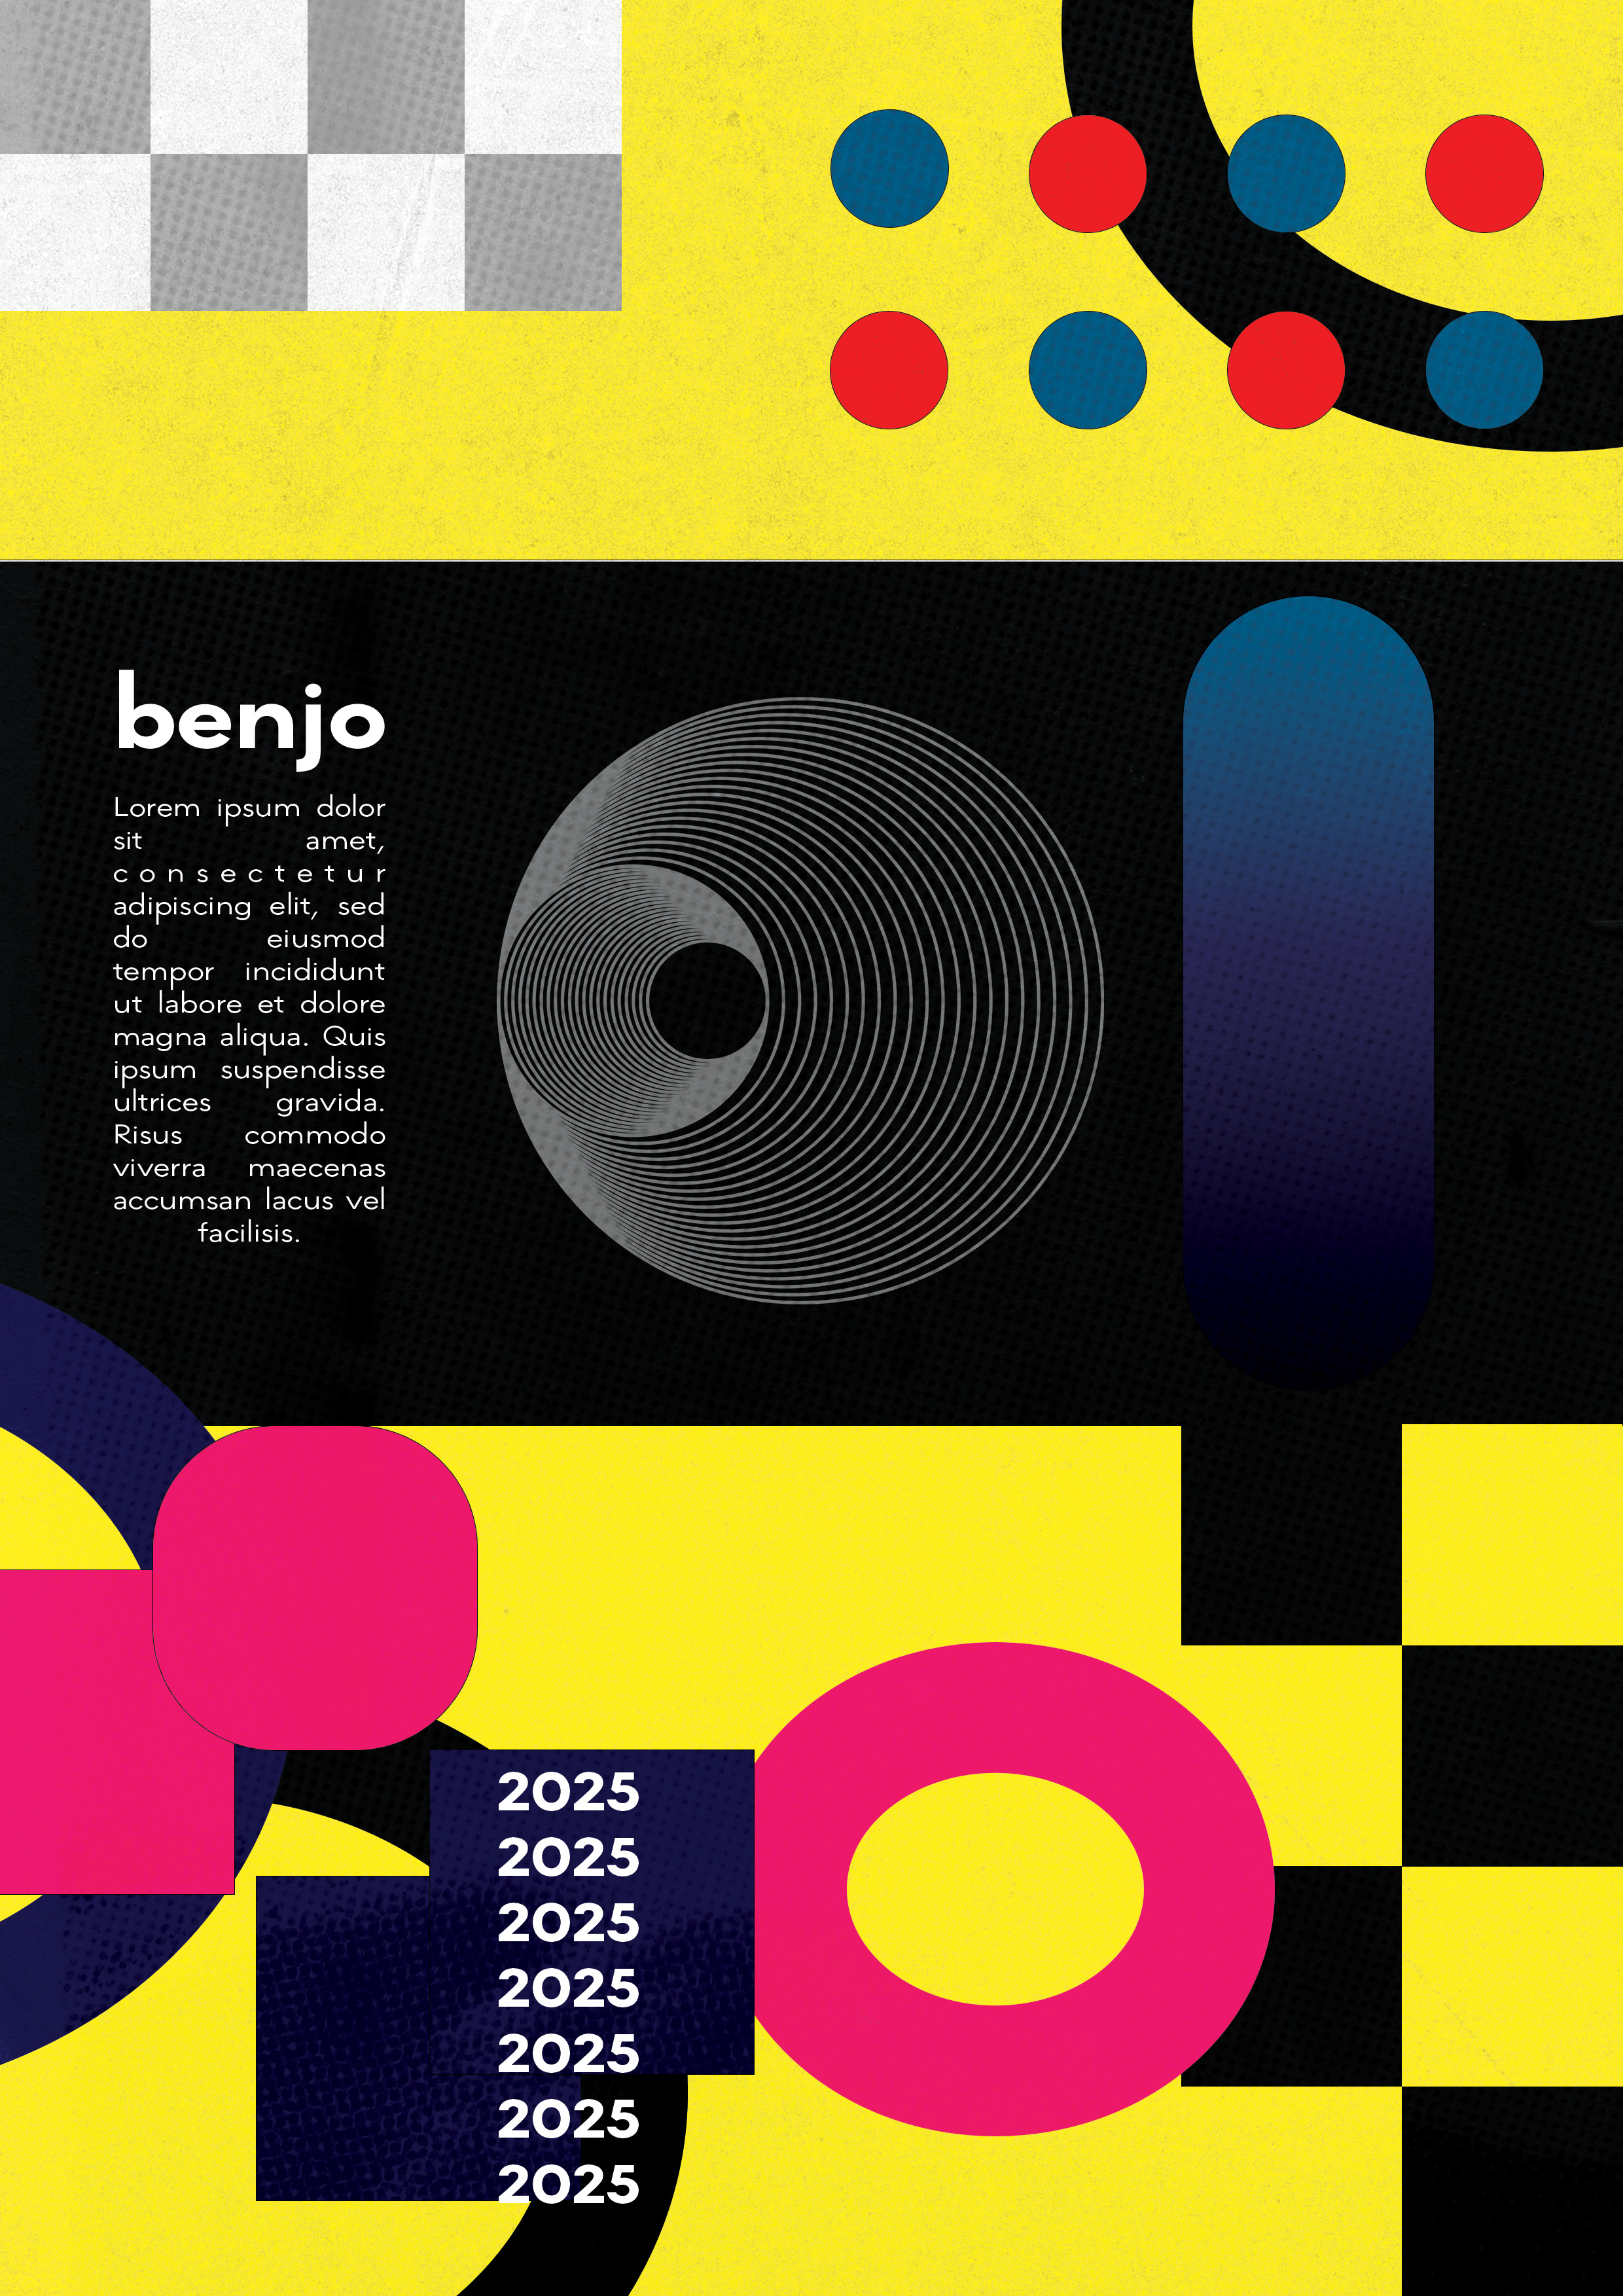 benjo
Lorem ipsum dolor
sit amet,
consectetur
adipiscing elit, sed
do eiusmod
tempor incididunt
ut labore et dolore
magna aliqua. Quis
ipsum suspendisse
ultrices gravida.
Risus commodo
viverra maecenas
accumsan lacus vel
facilisis.
2025
2025
2025
2025
2025
2025
2025